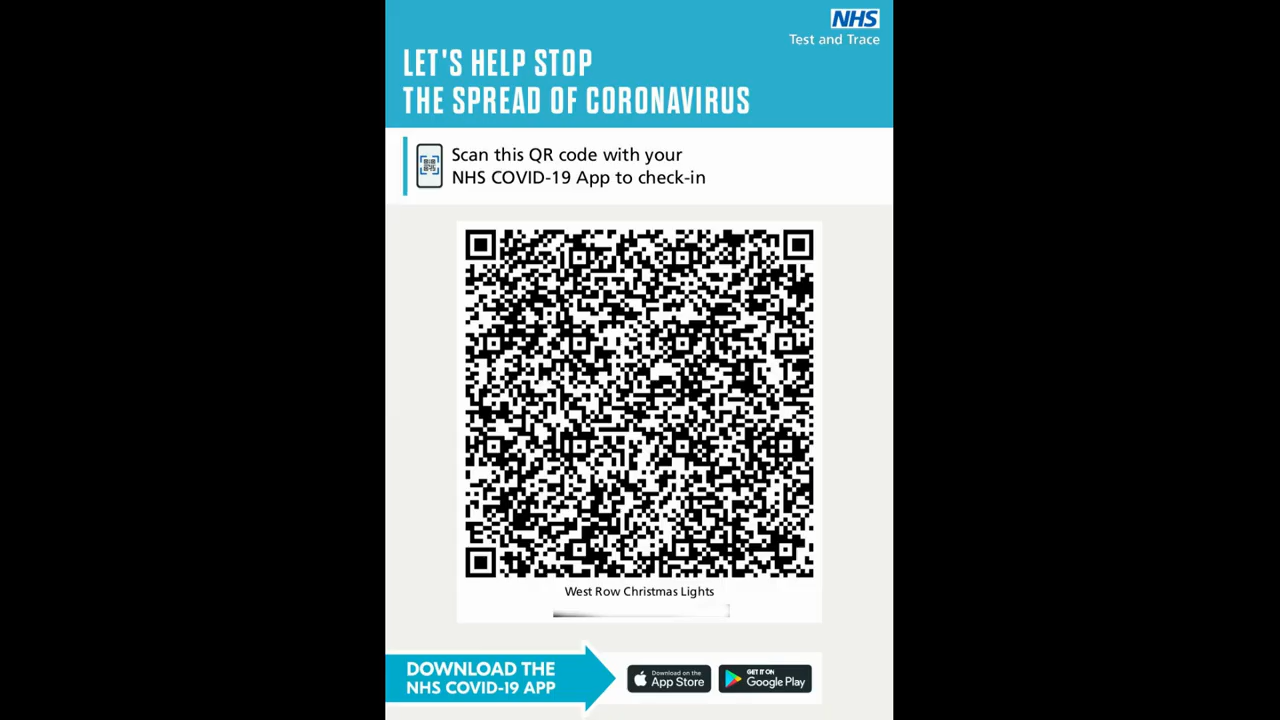 NHS
Test and Trace
LET'S HELP STOP
THE SPREAD OF CORONAVIRUS
Scan this QR code with your
NHS COVID-19 App to check-in
West Row Christmas Lights
DOWNLOAD THE
NHS COVID-19 APP
Download on the
App Store
GET IT ON
Google Play